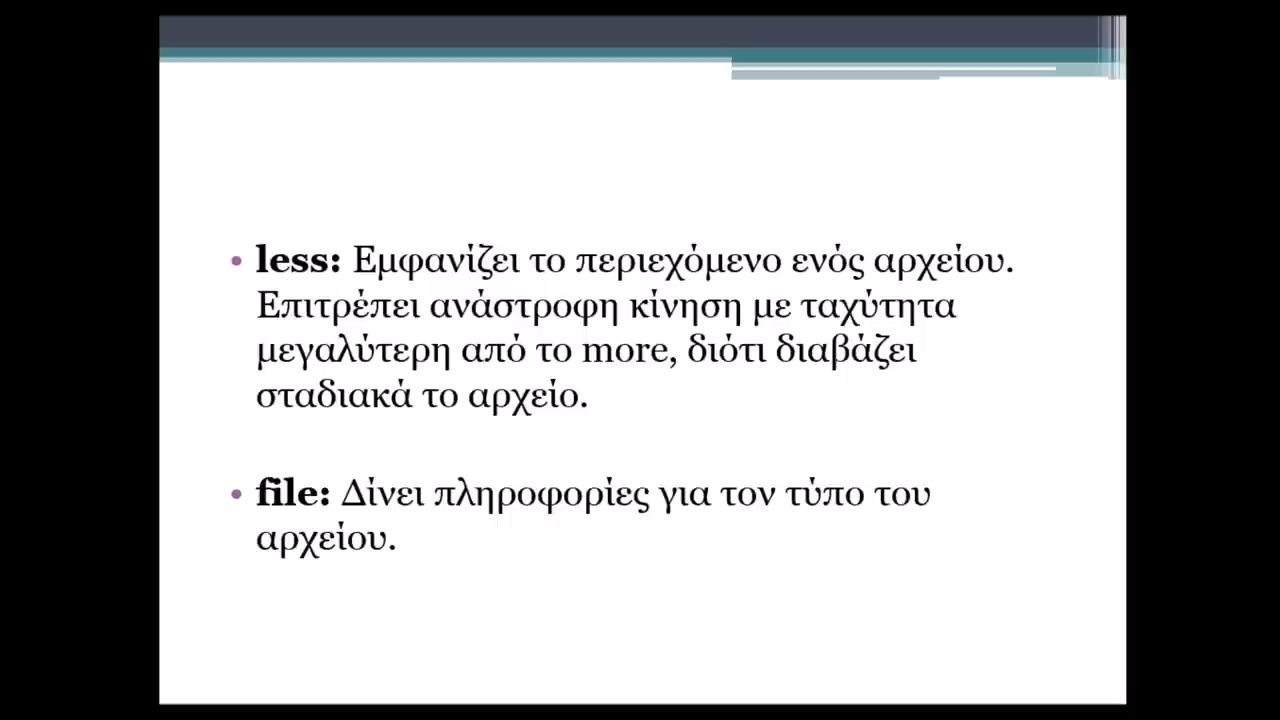 • less: Εμφανίζει το περιεχόμενο ενός αρχείου.
Επιτρέπει ανάστροφη κίνηση με ταχύτητα
μεγαλύτερη από το more, διότι διαβάζει
σταδιακά το αρχείο.
• file: Δίνει πληροφορίες για τον τύπο του
αρχείου.